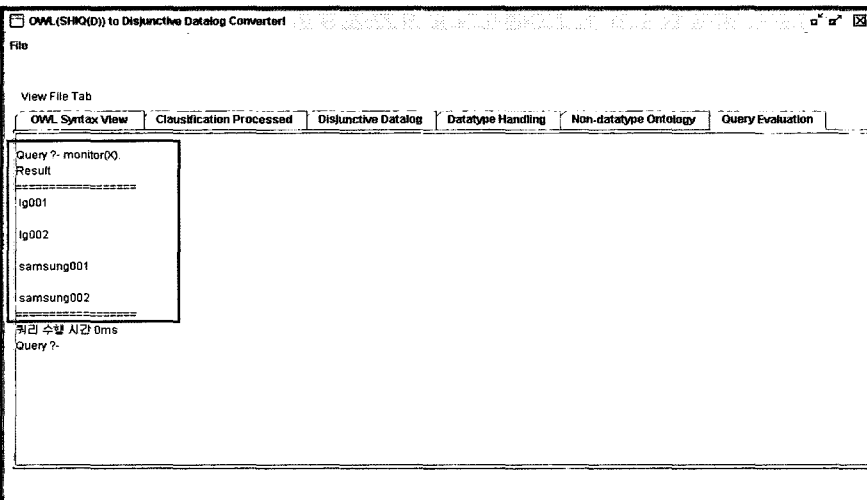 OWL(SHIQ(D)) to Disjunctive Datalog Converter!
File
View File Tab
OWL Syntax View Clausification Processed Disjunctive Datalog Datatype Handling Non-datatype Ontology Query Evaluation
Query ?- monitor(X).
Result
====================
lg001
lg002
samsung001
samsung002
====================
쿼리 수행 시간 0ms
Query ?-